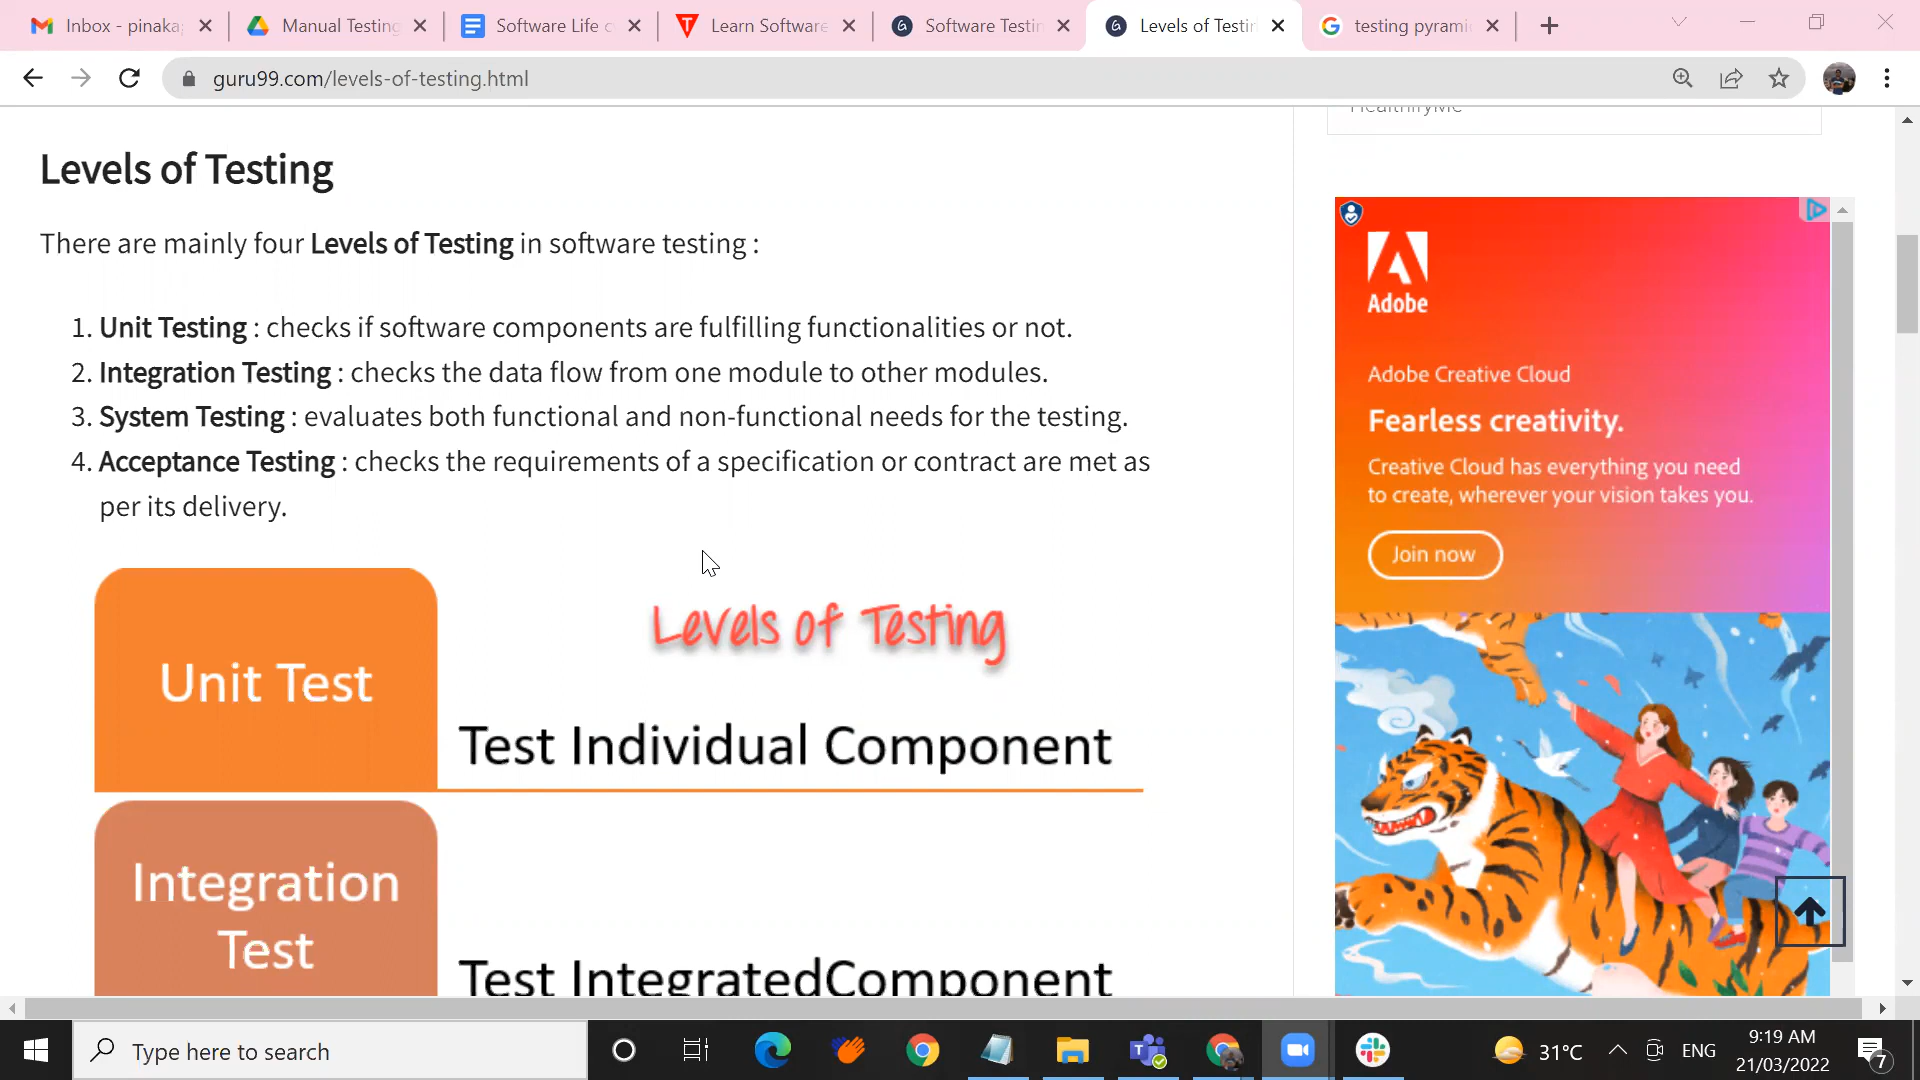 Inbox - pinaka
Manual Testing
Software Life c
Learn Software
Software Testin
Levels of Testin
testing pyrami
guru99.com/levels-of-testing.html
HealthifyMe
Levels of Testing
There are mainly four Levels of Testing in software testing :
1. Unit Testing : checks if software components are fulfilling functionalities or not.
2. Integration Testing : checks the data flow from one module to other modules.
3. System Testing : evaluates both functional and non-functional needs for the testing.
4. Acceptance Testing : checks the requirements of a specification or contract are met as
per its delivery.
Levels of Testing
Unit Test
Test Individual Component
Integration
Test
Test IntegratedComponent
Adobe
Adobe Creative Cloud
Fearless creativity.
Creative Cloud has everything you need
to create, wherever your vision takes you.
Join now
Type here to search
31°C
ENG
9:19 AM
21/03/2022
7